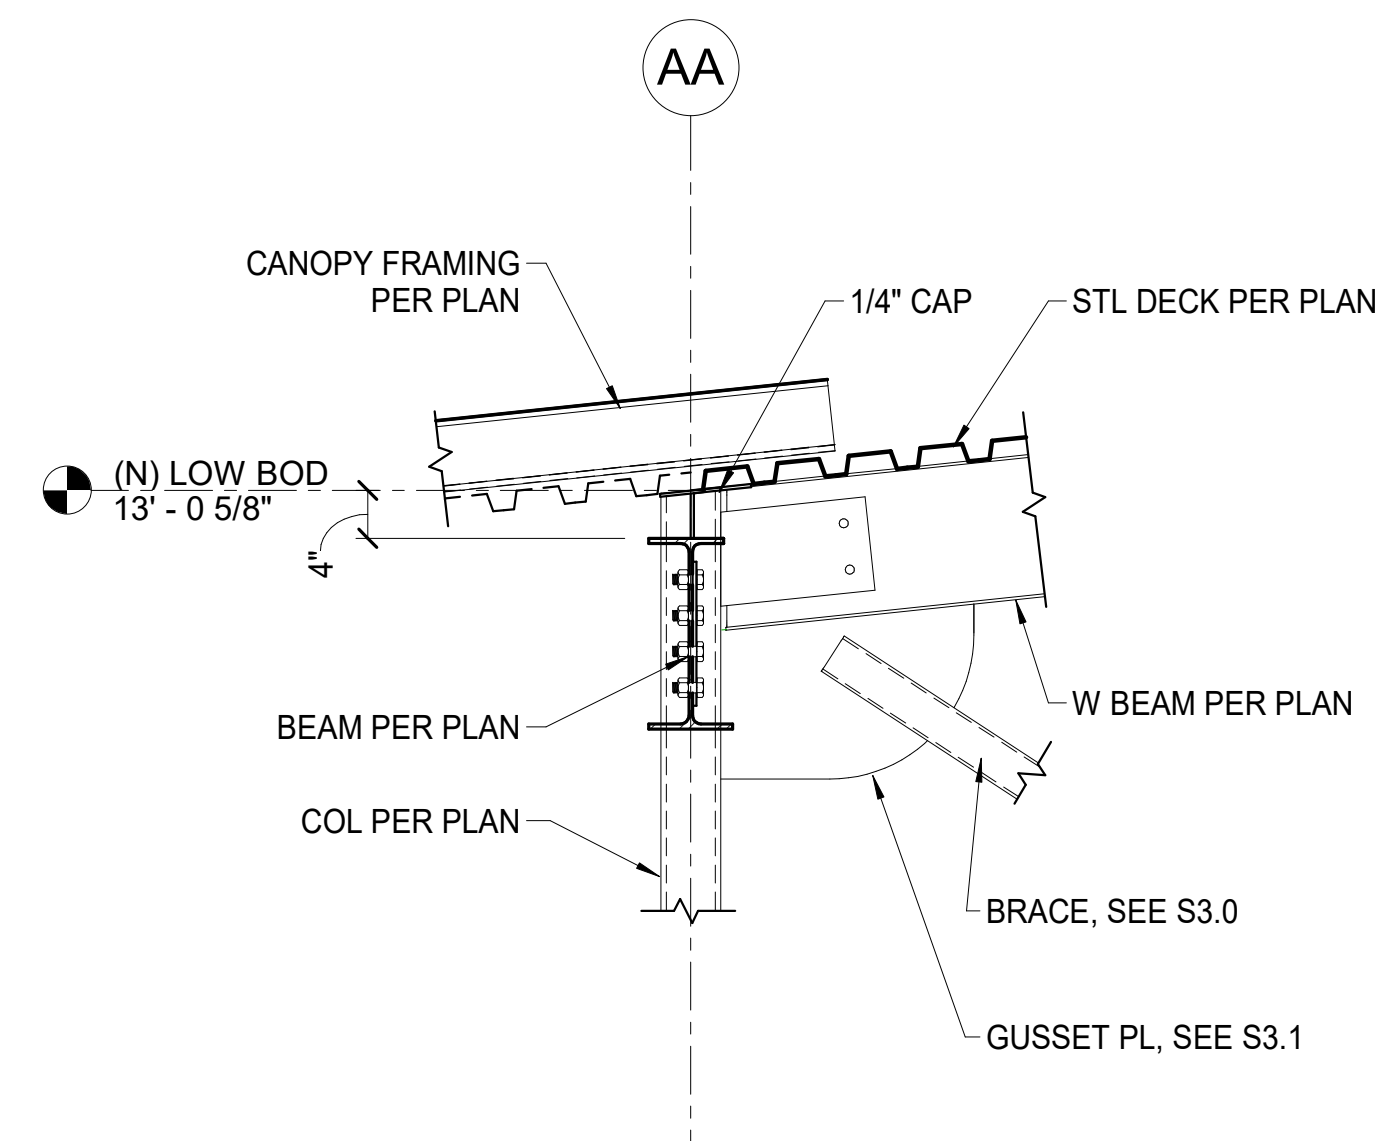 AA
CANOPY FRAMING
PER PLAN
1/4" CAP
STL DECK PER PLAN
(N) LOW BOD
13' - 0 5/8"
4"
BEAM PER PLAN
W BEAM PER PLAN
COL PER PLAN
BRACE, SEE S3.0
GUSSET PL, SEE S3.1